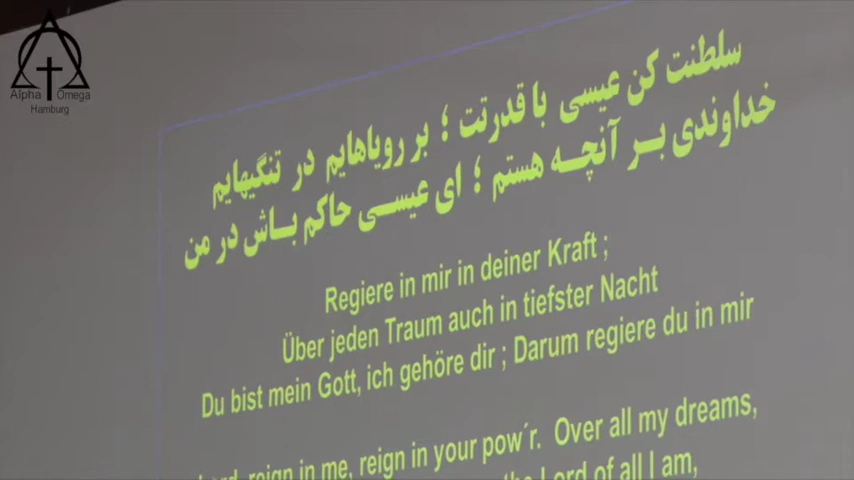 Alpha Omega
Hamburg
سلطنت کن عیسی با قدرتت ؛ بر رویاهایم در تنگیهایم
خداوندی بر آنچه هستم ؛ ای عیسی حاکم باش در من
Regiere in mir in deiner Kraft ;
Über jeden Traum auch in tiefster Nacht
Du bist mein Gott, ich gehöre dir ; Darum regiere du in mir
reign in me, reign in your pow´r. Over all my dreams,
the Lord of all I am,